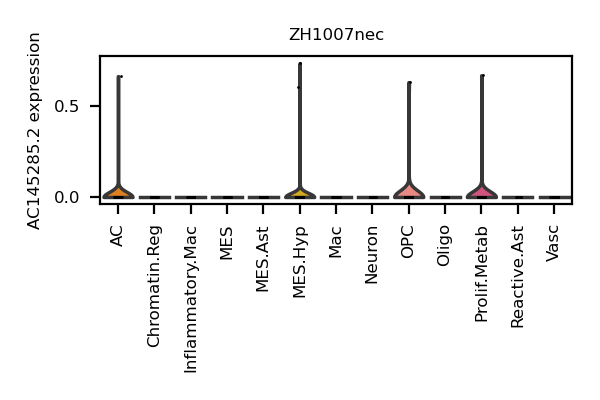 ZH1007nec
AC145285.2 expression
0.5
0.0
AC
Chromatin.Reg
Inflammatory.Mac
MES
MES.Ast
MES.Hyp
Mac
Neuron
OPC
Oligo
Prolif.Metab
Reactive.Ast
Vasc